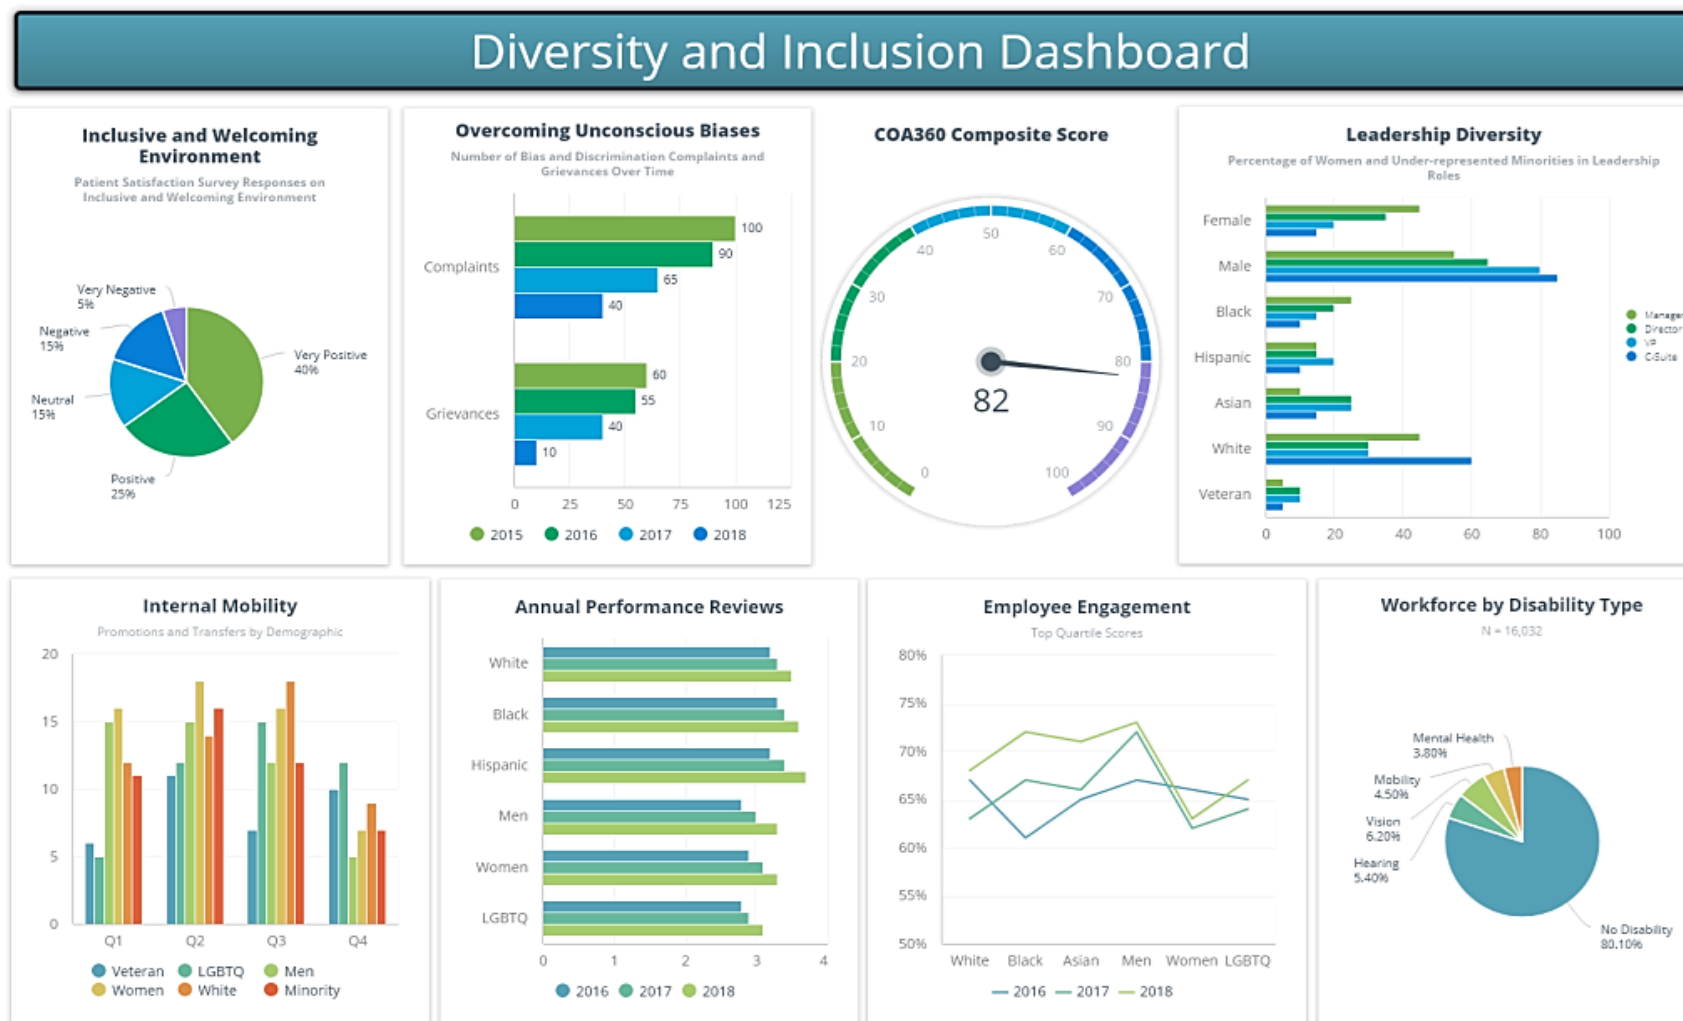 Diversity and Inclusion Dashboard
Inclusive and Welcoming
Environment
Patient Satisfaction Survey Responses on
Inclusive and Welcoming Environment
Very Negative
5%
Negative
15%
Neutral
15%
Very Positive
40%
Positive
25%
Overcoming Unconscious Biases
Number of Bias and Discrimination Complaints and
Grievances Over Time
Complaints
100
90
65
40
Grievances
60
55
40
10
0 25 50 75 100 125
2015 2016 2017 2018
COA360 Composite Score
0
10
20
30
40
50
60
70
80
90
100
82
Leadership Diversity
Percentage of Women and Under-represented Minorities in Leadership
Roles
Female
Male
Black
Hispanic
Asian
White
Veteran
0 20 40 60 80 100
Manager
Director
VP
C-Suite
Internal Mobility
Promotions and Transfers by Demographic
20
15
10
5
0
Q1 Q2 Q3 Q4
Veteran LGBTQ Men
Women White Minority
Annual Performance Reviews
White
Black
Hispanic
Men
Women
LGBTQ
0 1 2 3 4
2016 2017 2018
Employee Engagement
Top Quartile Scores
80%
75%
70%
65%
60%
55%
50%
White Black Asian Men Women LGBTQ
2016 2017 2018
Workforce by Disability Type
N = 16,032
Mental Health
3.80%
Mobility
4.50%
Vision
6.20%
Hearing
5.40%
No Disability
80.10%